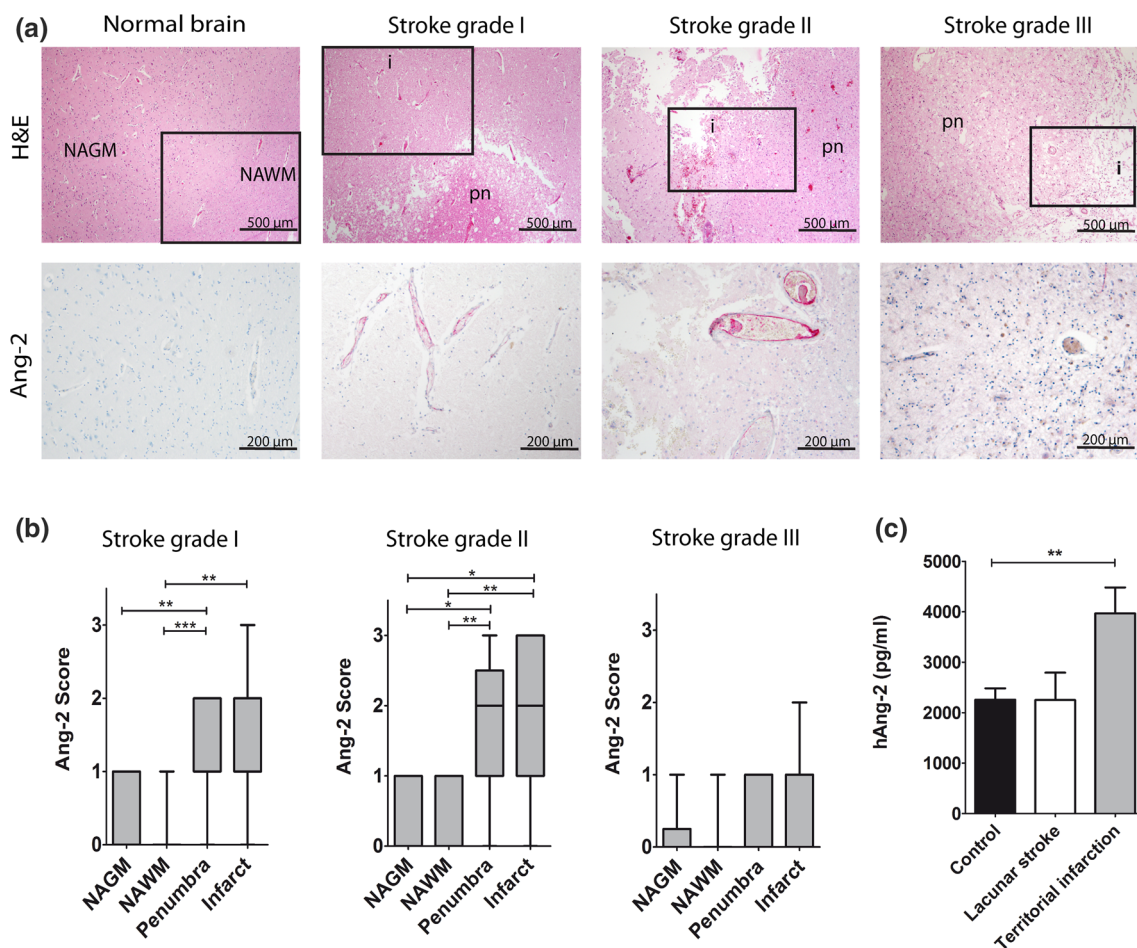 (a)
Normal brain
Stroke grade I
Stroke grade II
Stroke grade III
H&E
NAGM
NAWM
500 µm
i
pn
500 µm
i
pn
500 µm
pn
i
500 µm
Ang-2
200 µm
200 µm
200 µm
200 µm
(b)
Stroke grade I
Ang-2 Score
3
2
1
0
**
**
***
NAGM
NAWM
Penumbra
Infarct
Stroke grade II
Ang-2 Score
3
2
1
0
*
**
*
**
NAGM
NAWM
Penumbra
Infarct
Stroke grade III
Ang-2 Score
3
2
1
0
NAGM
NAWM
Penumbra
Infarct
(c)
hAng-2 (pg/ml)
5000
4000
3000
2000
1000
0
**
Control
Lacunar stroke
Territorial infarction